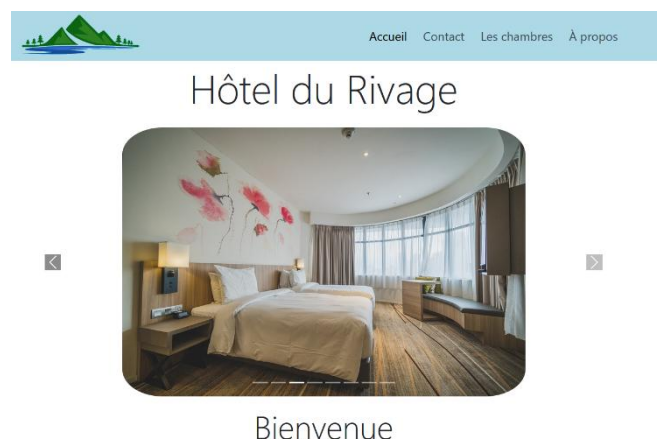 Accueil Contact Les chambres À propos
Hôtel du Rivage
Bienvenue